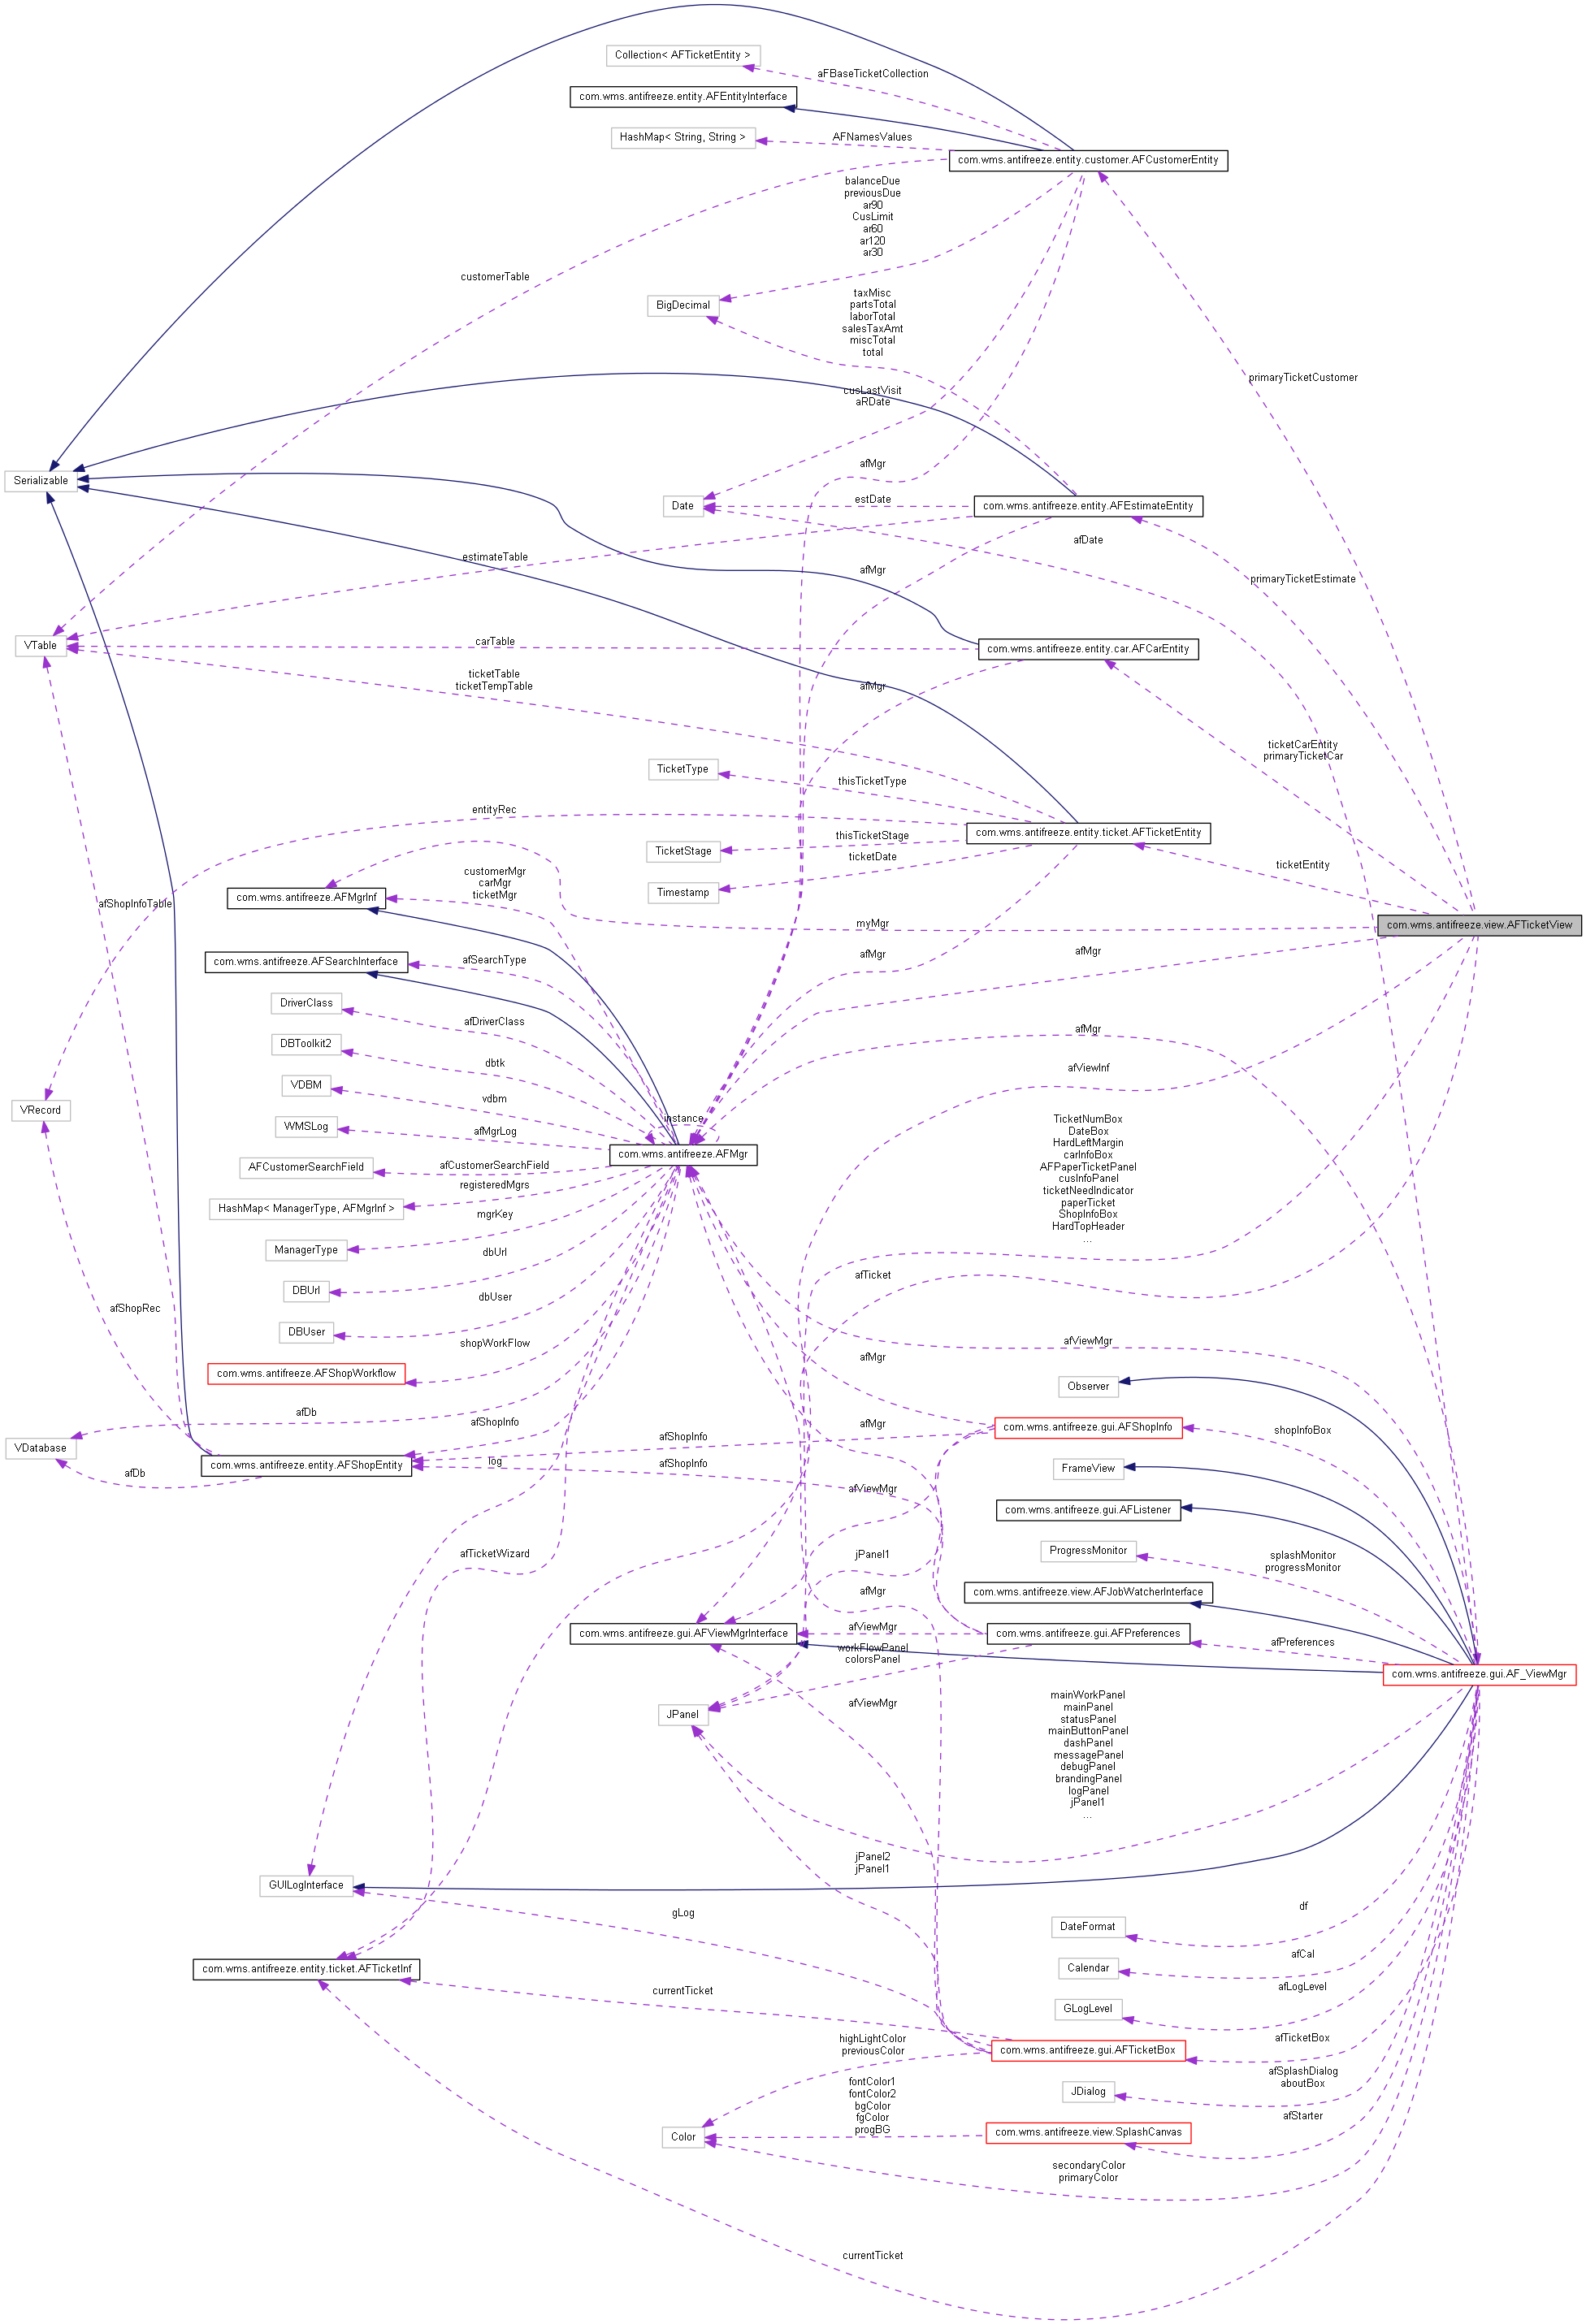 Collection< AFTicketEntity >
aFBaseTicketCollection
com.wms.antifreeze.entity.AFEntityInterface
HashMap< String, String >
AFNamesValues
com.wms.antifreeze.entity.customer.AFCustomerEntity
balanceDue
previousDue
ar90
CusLimit
ar60
ar120
ar30
customerTable
BigDecimal
taxMisc
partsTotal
laborTotal
salesTaxAmt
miscTotal
total
primaryTicketCustomer
cusLastVisit
aRDate
afMgr
Serializable
Date
estDate
com.wms.antifreeze.entity.AFEstimateEntity
afDate
estimateTable
afMgr
primaryTicketEstimate
VTable
carTable
com.wms.antifreeze.entity.car.AFCarEntity
ticketTable
ticketTempTable
afMgr
ticketCarEntity
primaryTicketCar
TicketType
thisTicketType
entityRec
com.wms.antifreeze.entity.ticket.AFTicketEntity
thisTicketStage
TicketStage
ticketDate
ticketEntity
Timestamp
customerMgr
carMgr
ticketMgr
com.wms.antifreeze.AFMgrInf
afShopInfoTable
myMgr
com.wms.antifreeze.view.AFTicketView
afMgr
afMgr
com.wms.antifreeze.AFSearchInterface
afSearchType
DriverClass
afDriverClass
afMgr
DBToolkit2
dbtk
afViewInf
VDBM
vdbm
VRecord
WMSLog
afMgrLog
instance
com.wms.antifreeze.AFMgr
TicketNumBox
DateBox
HardLeftMargin
carInfoBox
AFPaperTicketPanel
cusInfoPanel
ticketNeedIndicator
paperTicket
ShopInfoBox
HardTopHeader
...
AFCustomerSearchField
afCustomerSearchField
registeredMgrs
HashMap< ManagerType, AFMgrInf >
mgrKey
ManagerType
dbUrl
DBUrl
afTicket
dbUser
DBUser
afShopRec
shopWorkFlow
com.wms.antifreeze.AFShopWorkflow
afViewMgr
afMgr
Observer
afDb
afShopInfo
afMgr
com.wms.antifreeze.gui.AFShopInfo
shopInfoBox
VDatabase
afShopInfo
com.wms.antifreeze.entity.AFShopEntity
log
afShopInfo
afDb
FrameView
afViewMgr
com.wms.antifreeze.gui.AFListener
afTicketWizard
jPanel1
ProgressMonitor
splashMonitor
progressMonitor
afMgr
com.wms.antifreeze.view.AFJobWatcherInterface
com.wms.antifreeze.gui.AFViewMgrInterface
afViewMgr
com.wms.antifreeze.gui.AFPreferences
afPreferences
workFlowPanel
colorsPanel
com.wms.antifreeze.gui.AF_ViewMgr
afViewMgr
JPanel
mainWorkPanel
mainPanel
statusPanel
mainButtonPanel
dashPanel
messagePanel
debugPanel
brandingPanel
logPanel
jPanel1
...
jPanel2
jPanel1
GUILogInterface
gLog
df
DateFormat
afCal
Calendar
com.wms.antifreeze.entity.ticket.AFTicketInf
currentTicket
afLogLevel
GLogLevel
afTicketBox
highLightColor
previousColor
com.wms.antifreeze.gui.AFTicketBox
afSplashDialog
aboutBox
JDialog
fontColor1
fontColor2
bgColor
fgColor
progBG
afStarter
Color
com.wms.antifreeze.view.SplashCanvas
secondaryColor
primaryColor
currentTicket